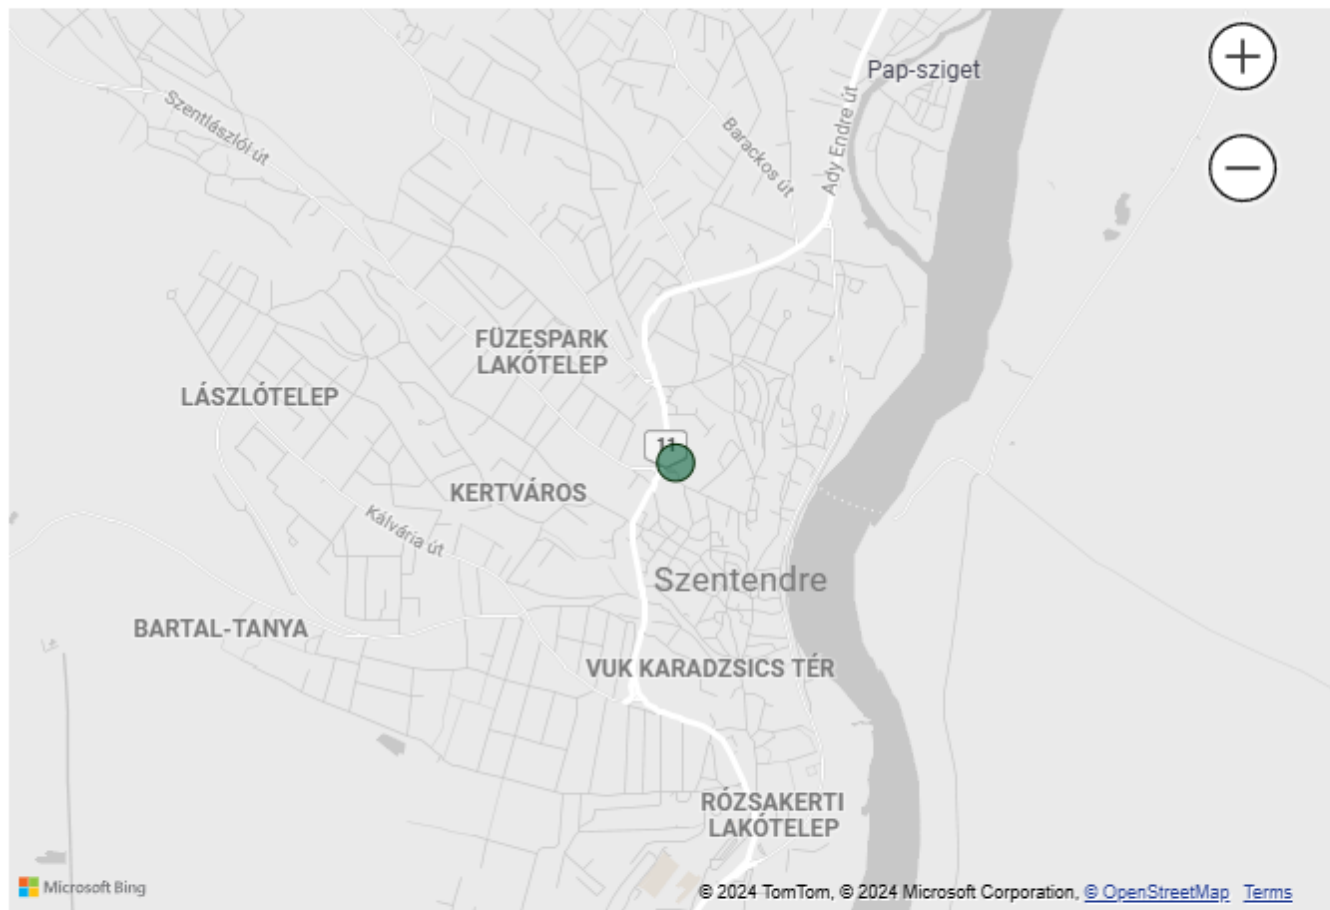 Pap-sziget
Szentlászlói út
Barackos út
Ady Endre út
FÜZESPARK
LAKÓTELEP
LÁSZLÓTELEP
11
KERTVÁROS
Kálvária út
Szentendre
BARTAL-TANYA
VUK KARADZSICS TÉR
RÓZSAKERTI
LAKÓTELEP
Microsoft Bing
© 2024 TomTom, © 2024 Microsoft Corporation, © OpenStreetMap Terms